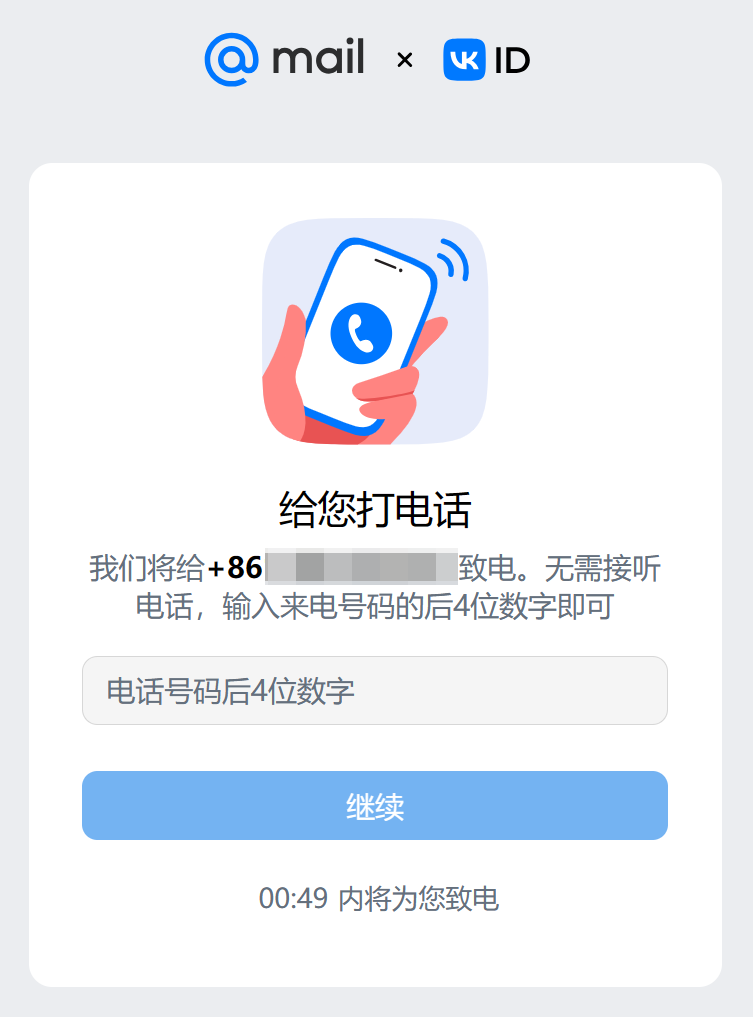 @mail × VK ID
给您打电话
我们将给+86致电。无需接听
电话，输入来电号码的后4位数字即可
电话号码后4位数字
继续
00:49 内将为您致电